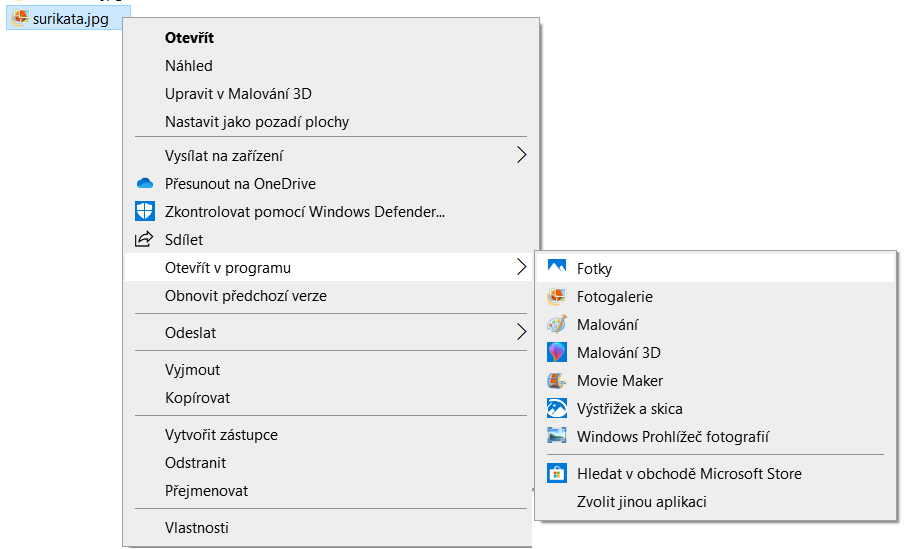 surikata.jpg
Otevřít
Náhled
Upravit v Malování 3D
Nastavit jako pozadí plochy
Vysílat na zařízení
Přesunout na OneDrive
Zkontrolovat pomocí Windows Defender...
Sdílet
Otevřít v programu
Obnovit předchozí verze
Odeslat
Vyjmout
Kopírovat
Vytvořit zástupce
Odstranit
Přejmenovat
Vlastnosti
Fotky
Fotogalerie
Malování
Malování 3D
Movie Maker
Výstřižek a skica
Windows Prohlížeč fotografií
Hledat v obchodě Microsoft Store
Zvolit jinou aplikaci